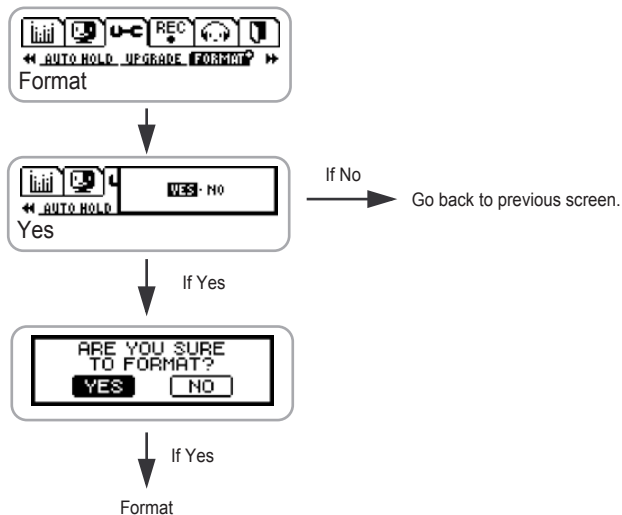 REC
AUTO HOLD UPGRADE FORMAT
Format
YES · NO
AUTO HOLD
Yes
If No
Go back to previous screen.
If Yes
ARE YOU SURE
TO FORMAT?
YES NO
If Yes
Format